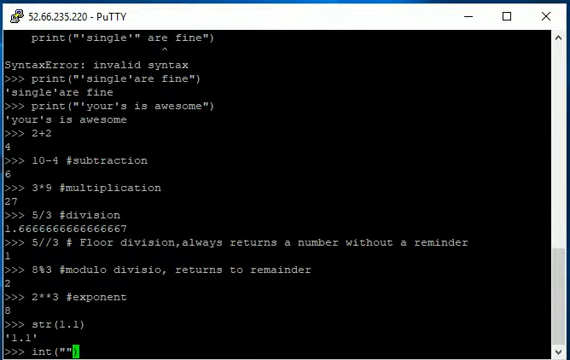 52.66.235.220 - PuTTY
print("'single'" are fine")
^
SyntaxError: invalid syntax
>>> print("'single'are fine")
'single'are fine
>>> print("'your's is awesome")
'your's is awesome
>>> 2+2
4
>>> 10-4 #subtraction
6
>>> 3*9 #multiplication
27
>>> 5/3 #division
1.6666666666666667
>>> 5//3 # Floor division,always returns a number without a reminder
1
>>> 8%3 #modulo divisio, returns to remainder
2
>>> 2**3 #exponent
8
>>> str(1.1)
'1.1'
>>> int("")